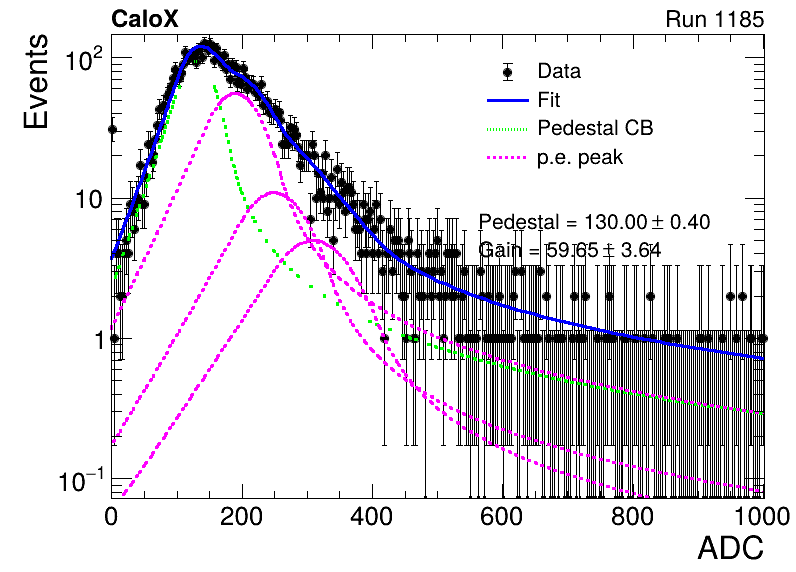 CaloX Run 1185
Events
10²
10
1
10⁻¹
Data
Fit
Pedestal CB
p.e. peak
Pedestal = 130.00 ± 0.40
Gain = 59.65 ± 3.64
0 200 400 600 800 1000
ADC